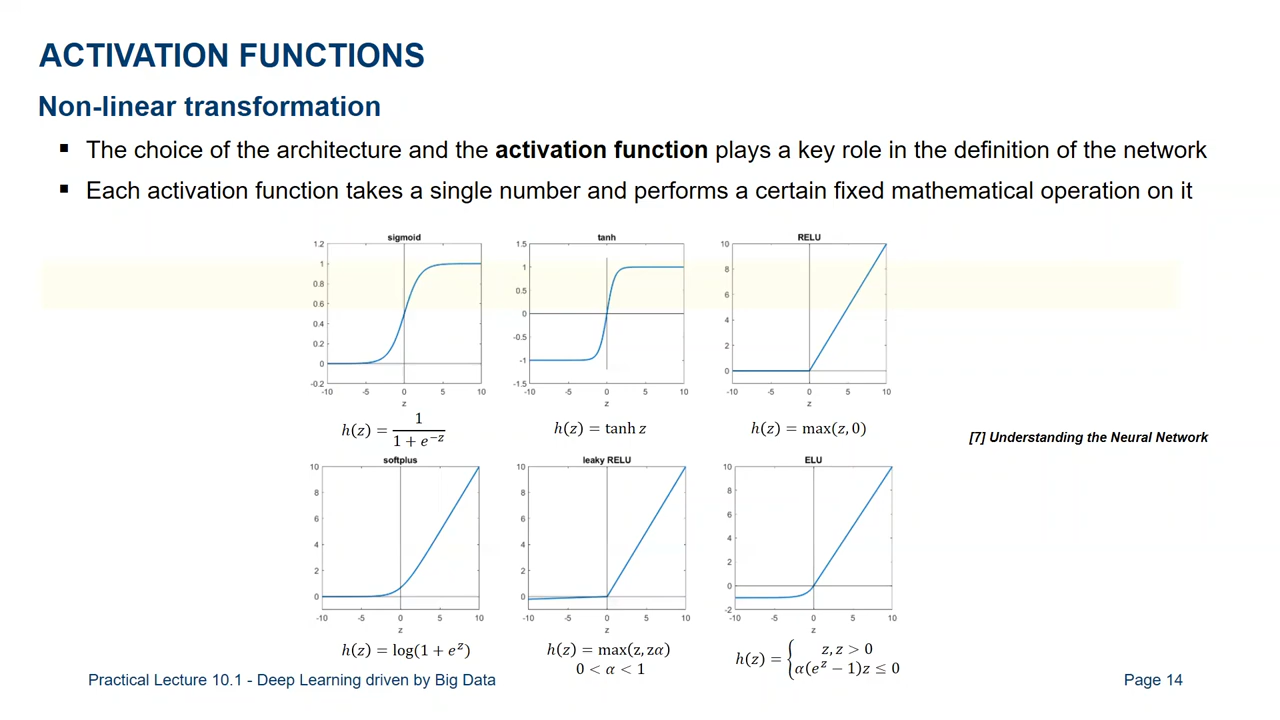 ACTIVATION FUNCTIONS
Non-linear transformation
▪ The choice of the architecture and the activation function plays a key role in the definition of the network
▪ Each activation function takes a single number and performs a certain fixed mathematical operation on it
sigmoid
1.2
1
0.8
0.6
0.4
0.2
0
-0.2
-10 -5 0 5 10
z
h(z) = 1 / (1 + e^{-z})
tanh
1.5
1
0.5
0
-0.5
-1
-1.5
-10 -5 0 5 10
z
h(z) = tanh z
RELU
10
8
6
4
2
0
-10 -5 0 5 10
z
h(z) = max(z, 0)
[7] Understanding the Neural Network
softplus
10
8
6
4
2
0
-10 -5 0 5 10
z
h(z) = log(1 + e^z)
leaky RELU
10
8
6
4
2
0
-10 -5 0 5 10
z
h(z) = max(z, zα)
0 < α < 1
ELU
10
8
6
4
2
0
-2
-10 -5 0 5 10
z
h(z) = { z, z > 0
α(e^z − 1)z ≤ 0
Practical Lecture 10.1 - Deep Learning driven by Big Data
Page 14